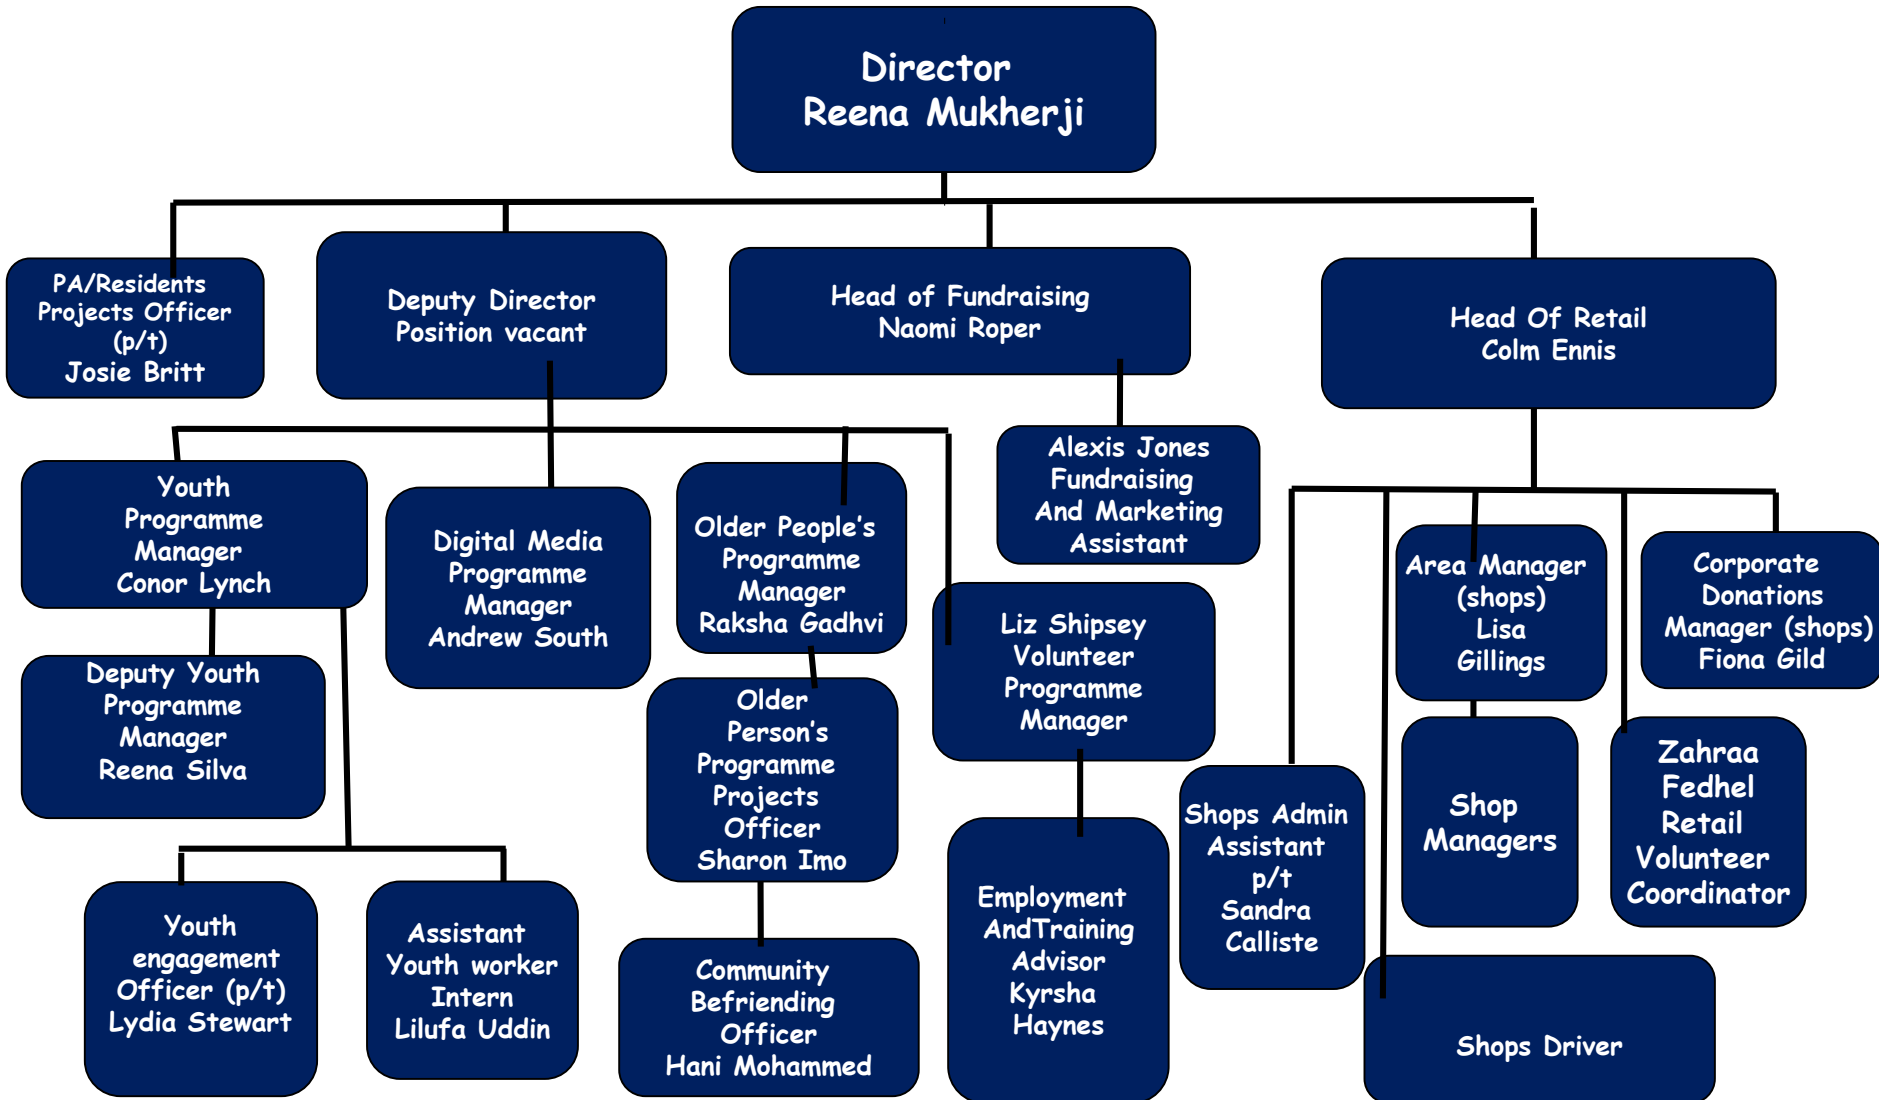 Director
Reena Mukherji
PA/Residents
Projects Officer
(p/t)
Josie Britt
Deputy Director
Position vacant
Head of Fundraising
Naomi Roper
Head Of Retail
Colm Ennis
Youth
Programme
Manager
Conor Lynch
Digital Media
Programme
Manager
Andrew South
Older People's
Programme
Manager
Raksha Gadhvi
Liz Shipsey
Volunteer
Programme
Manager
Alexis Jones
Fundraising
And Marketing
Assistant
Area Manager
(shops)
Lisa
Gillings
Corporate
Donations
Manager (shops)
Fiona Gild
Deputy Youth
Programme
Manager
Reena Silva
Older
Person's
Programme
Projects
Officer
Sharon Imo
Shops Admin
Assistant
p/t
Sandra
Calliste
Shop
Managers
Zahraa
Fedhel
Retail
Volunteer
Coordinator
Youth
engagement
Officer (p/t)
Lydia Stewart
Assistant
Youth worker
Intern
Lilufa Uddin
Community
Befriending
Officer
Hani Mohammed
Employment
AndTraining
Advisor
Kyrsha
Haynes
Shops Driver